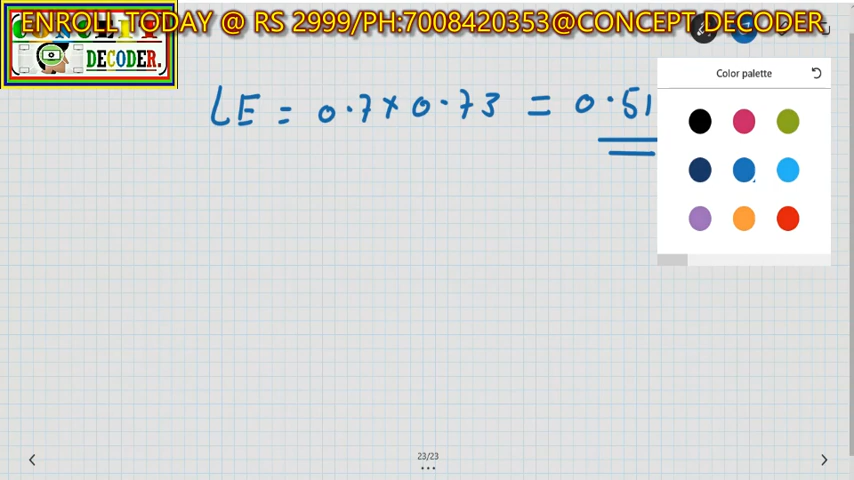 ENROLL TODAY @ RS 2999/PH:7008420353@CONCEPT DECODER.
DECODER.
LE = 0.7 x 0.73 = 0.51
Color palette
23/23